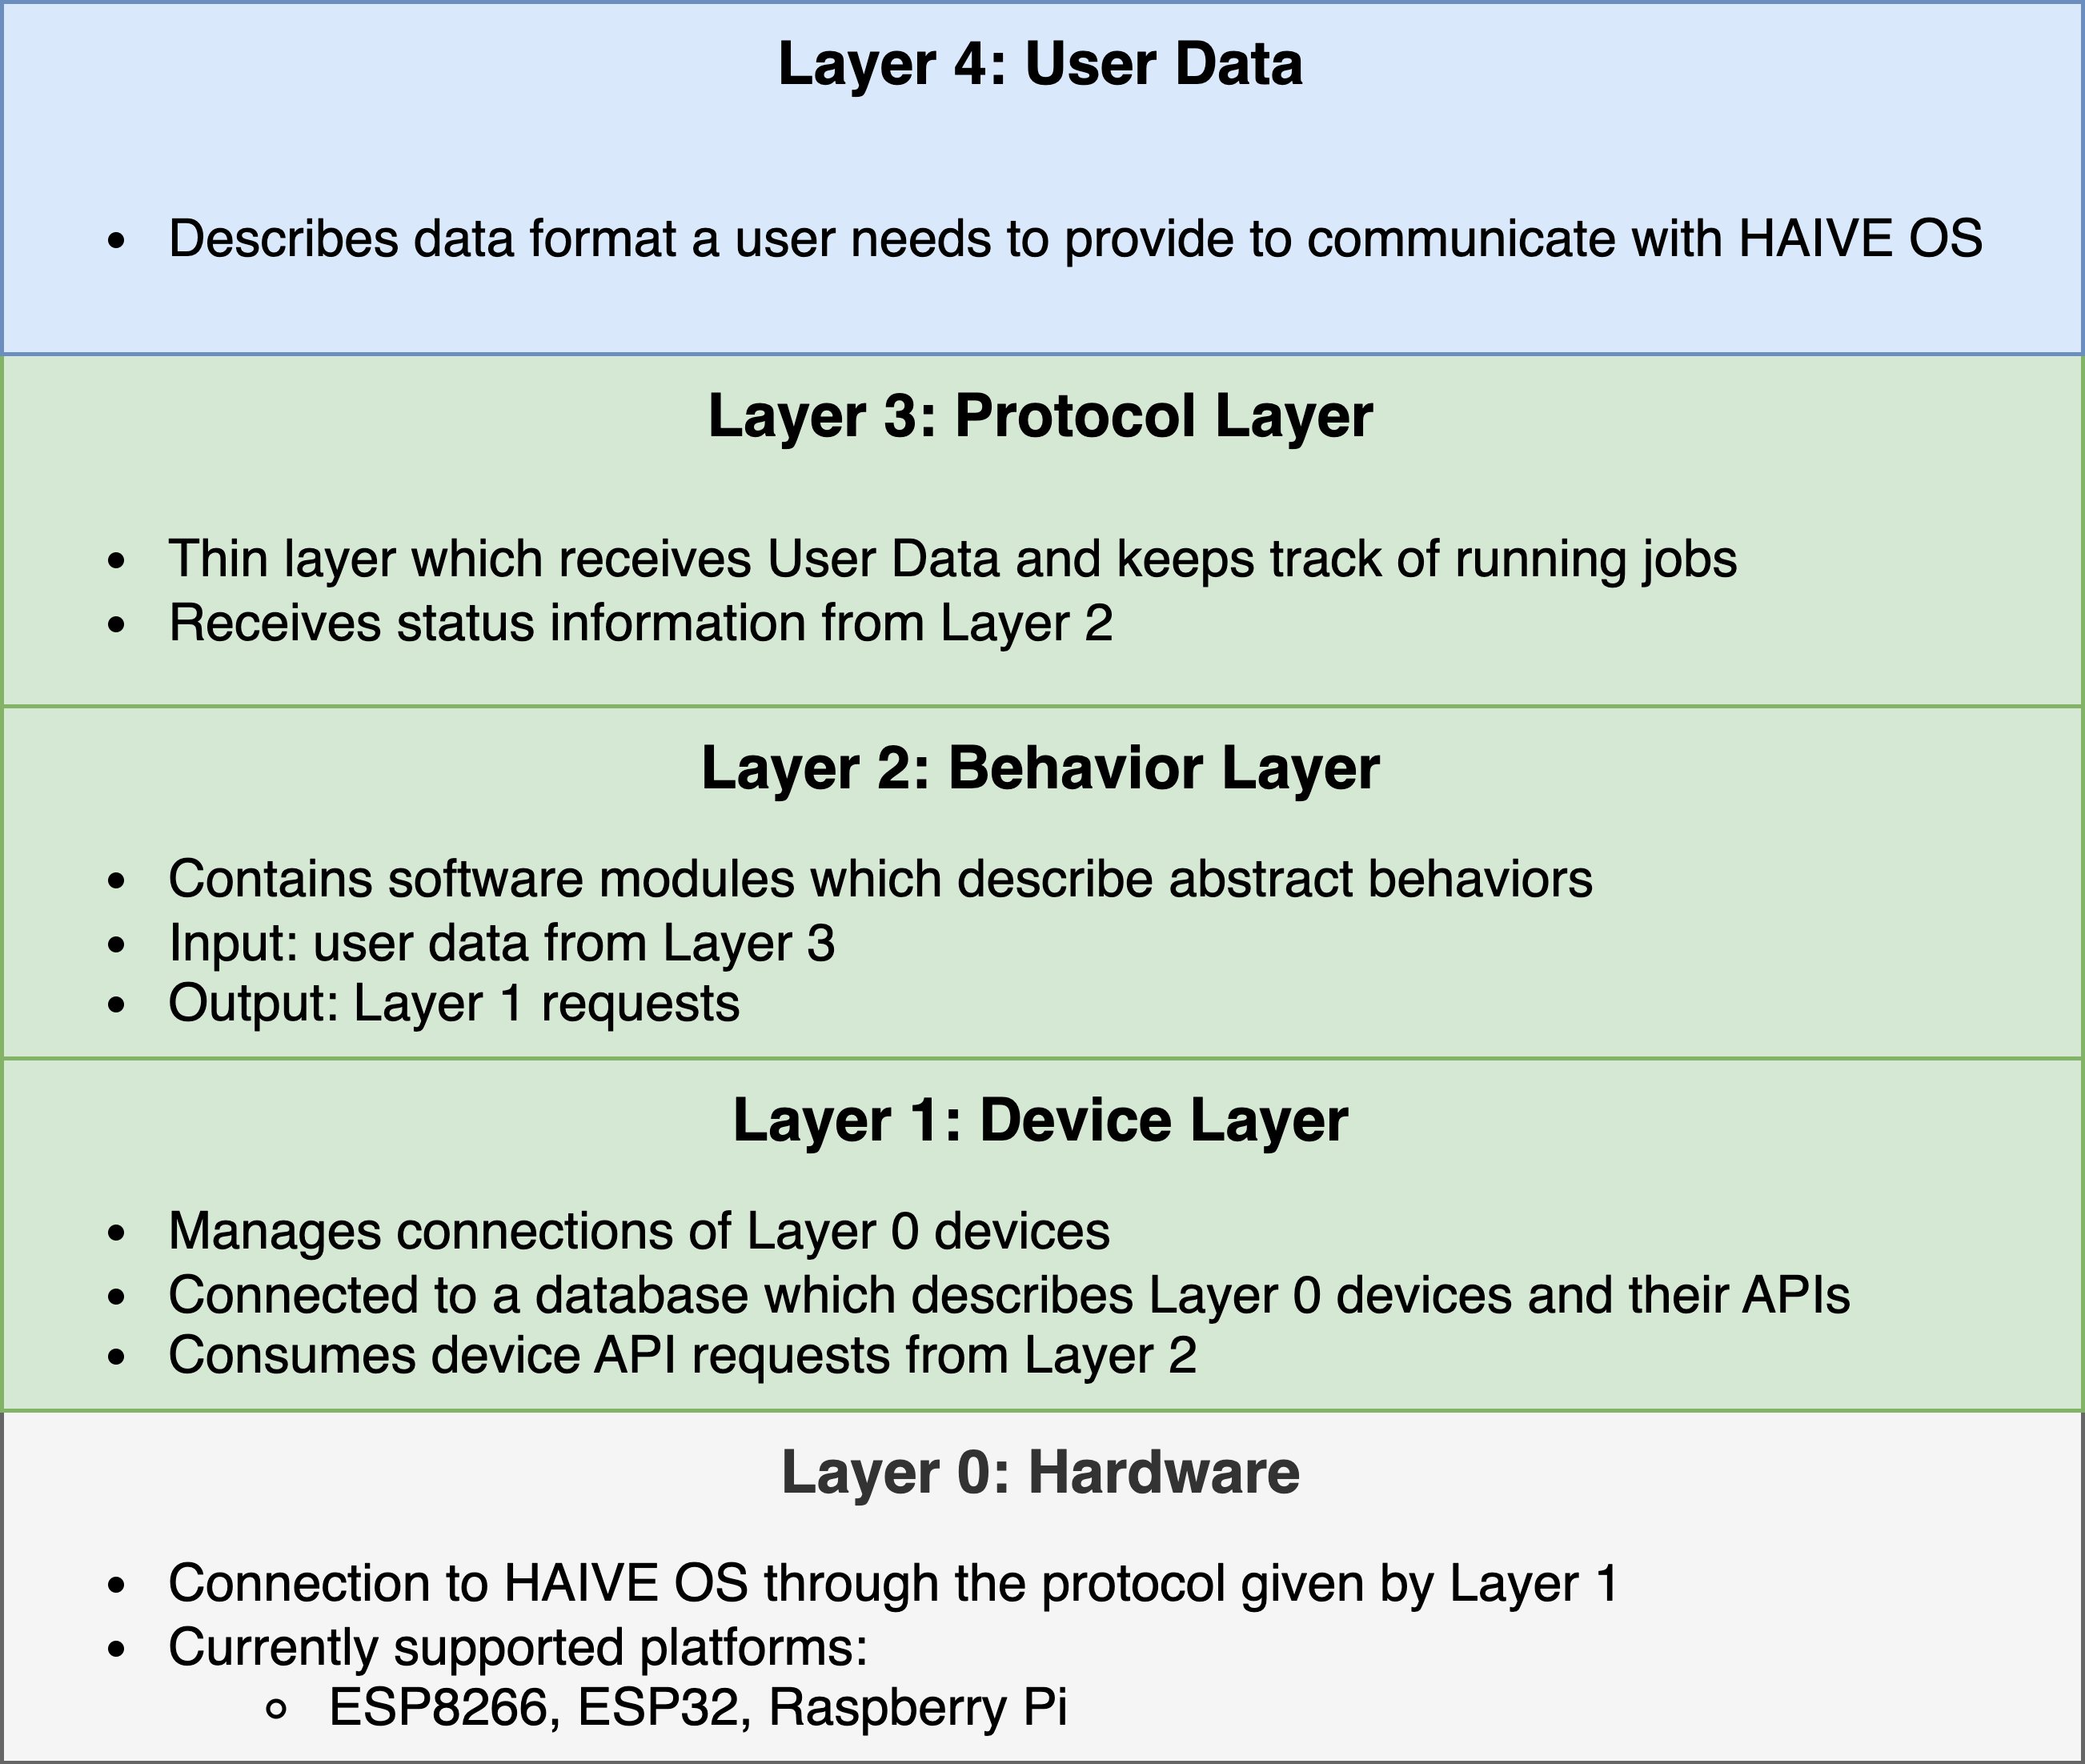 Layer 4: User Data
• Describes data format a user needs to provide to communicate with HAIVE OS
Layer 3: Protocol Layer
• Thin layer which receives User Data and keeps track of running jobs
• Receives status information from Layer 2
Layer 2: Behavior Layer
• Contains software modules which describe abstract behaviors
• Input: user data from Layer 3
• Output: Layer 1 requests
Layer 1: Device Layer
• Manages connections of Layer 0 devices
• Connected to a database which describes Layer 0 devices and their APIs
• Consumes device API requests from Layer 2
Layer 0: Hardware
• Connection to HAIVE OS through the protocol given by Layer 1
• Currently supported platforms:
◦ ESP8266, ESP32, Raspberry Pi